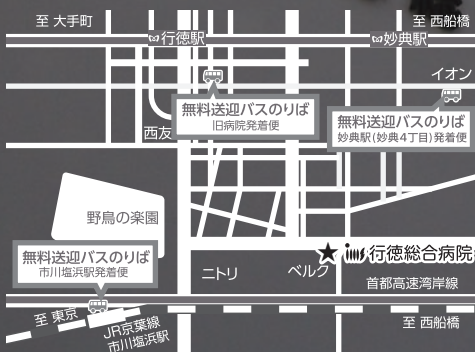 至 大手町
至 西船橋
行徳駅
妙典駅
イオン
無料送迎バスのりば
旧病院発着便
無料送迎バスのりば
妙典駅(妙典4丁目)発着便
西友
野鳥の楽園
無料送迎バスのりば
市川塩浜駅発着便
ims 行徳総合病院
ニトリ
ベルク
首都高速湾岸線
至 東京
JR京葉線
市川塩浜駅
至 西船橋